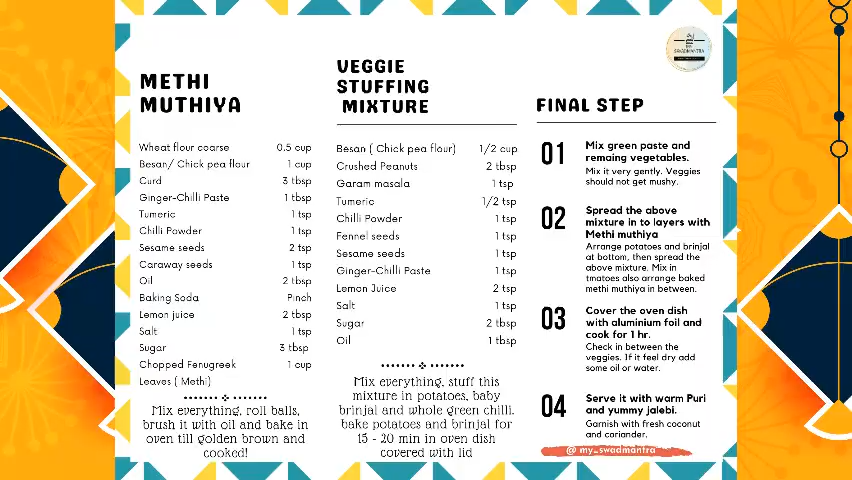 SWADMANTRA
METHI
MUTHIYA
Wheat flour coarse 0.5 cup
Besan/ Chick pea flour 1 cup
Curd 3 tbsp
Ginger-Chilli Paste 1 tbsp
Tumeric 1 tsp
Chilli Powder 1 tsp
Sesame seeds 2 tsp
Caraway seeds 1 tsp
Oil 2 tbsp
Baking Soda Pinch
Lemon juice 2 tbsp
Salt 1 tsp
Sugar 3 tbsp
Chopped Fenugreek 1 cup
Leaves ( Methi)
Mix everything, roll balls,
brush it with oil and bake in
oven till golden brown and
cooked!
VEGGIE
STUFFING
MIXTURE
Besan ( Chick pea flour) 1/2 cup
Crushed Peanuts 2 tbsp
Garam masala 1 tsp
Tumeric 1/2 tsp
Chilli Powder 1 tsp
Fennel seeds 1 tsp
Sesame seeds 1 tsp
Ginger-Chilli Paste 1 tsp
Lemon Juice 2 tsp
Salt 1 tsp
Sugar 2 tbsp
Oil 1 tbsp
Mix everything, stuff this
mixture in potatoes, baby
brinjal and whole green chilli.
bake potatoes and brinjal for
15 - 20 min in oven dish
covered with lid
FINAL STEP
01 Mix green paste and
remaing vegetables.
Mix it very gently. Veggies
should not get mushy.
02 Spread the above
mixture in to layers with
Methi muthiya
Arrange potatoes and brinjal
at bottom, then spread the
above mixture. Mix in
tmatoes also arrange baked
methi muthiya in between.
03 Cover the oven dish
with aluminium foil and
cook for 1 hr.
Check in between the
veggies. If it feel dry add
some oil or water.
04 Serve it with warm Puri
and yummy jalebi.
Garnish with fresh coconut
and coriander.
@ my_swadmantra